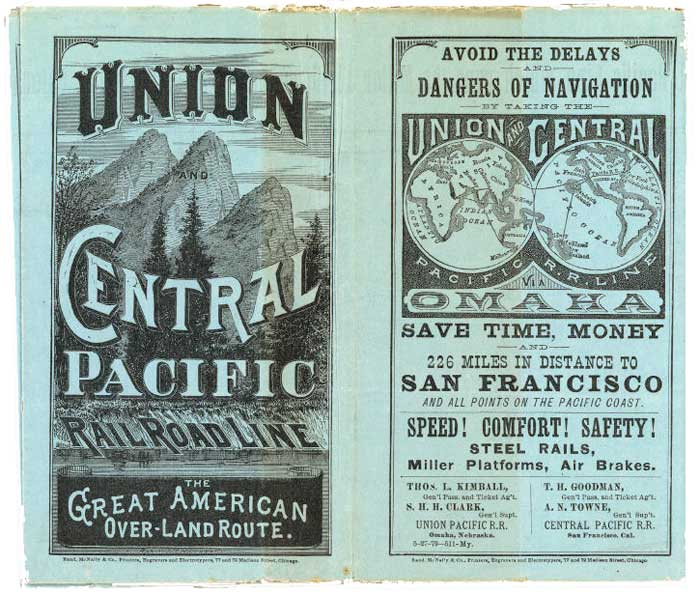 UNION
AND
CENTRAL
PACIFIC
RAIL ROAD LINE
THE
GREAT AMERICAN
OVER-LAND ROUTE.
Rand, McNally & Co., Printers, Engravers and Electrotypers, 77 and 79 Madison Street, Chicago.
AVOID THE DELAYS
AND
DANGERS OF NAVIGATION
BY TAKING THE
UNION AND CENTRAL
AFRICA
Russia
China
INDIAN
OCEAN
PACIFIC R.R. LINE
VIA
OMAHA
SAVE TIME, MONEY
AND
226 MILES IN DISTANCE TO
SAN FRANCISCO
AND ALL POINTS ON THE PACIFIC COAST.
SPEED! COMFORT! SAFETY!
STEEL RAILS,
Miller Platforms, Air Brakes.
THOS. L. KIMBALL,
Gen'l Pass. and Ticket Ag't.
S. H. H. CLARK,
Gen'l Supt.
UNION PACIFIC R.R.
Omaha, Nebraska.
5-27-79-511-My.
T. H. GOODMAN,
Gen'l Pass. and Ticket Ag't.
A. N. TOWNE,
Gen'l Sup't.
CENTRAL PACIFIC R.R.
San Francisco, Cal.
Rand, McNally & Co., Printers, Engravers and Electrotypers, 77 and 79 Madison Street, Chicago.